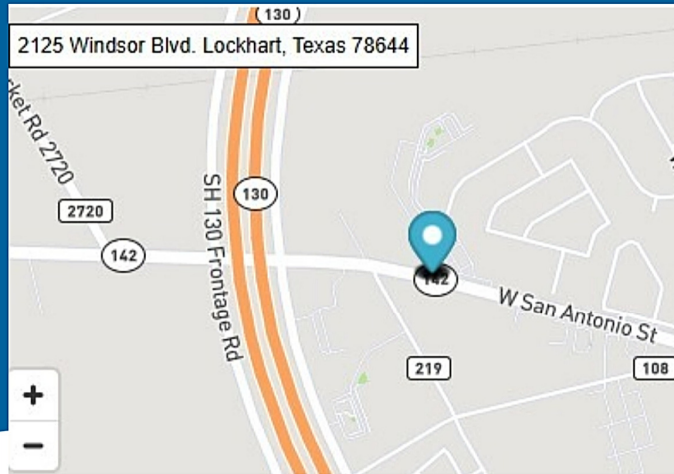 130
2125 Windsor Blvd. Lockhart, Texas 78644
cket Rd 2720
2720
130
142
SH 130 Frontage Rd
142
W San Antonio St
219
108
+
−